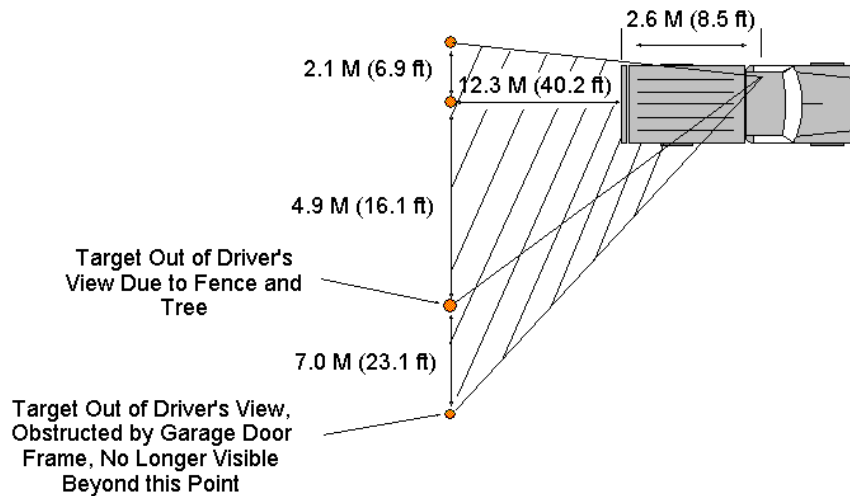 2.6 M (8.5 ft)
2.1 M (6.9 ft)
12.3 M (40.2 ft)
4.9 M (16.1 ft)
Target Out of Driver's
View Due to Fence and
Tree
7.0 M (23.1 ft)
Target Out of Driver's View,
Obstructed by Garage Door
Frame, No Longer Visible
Beyond this Point